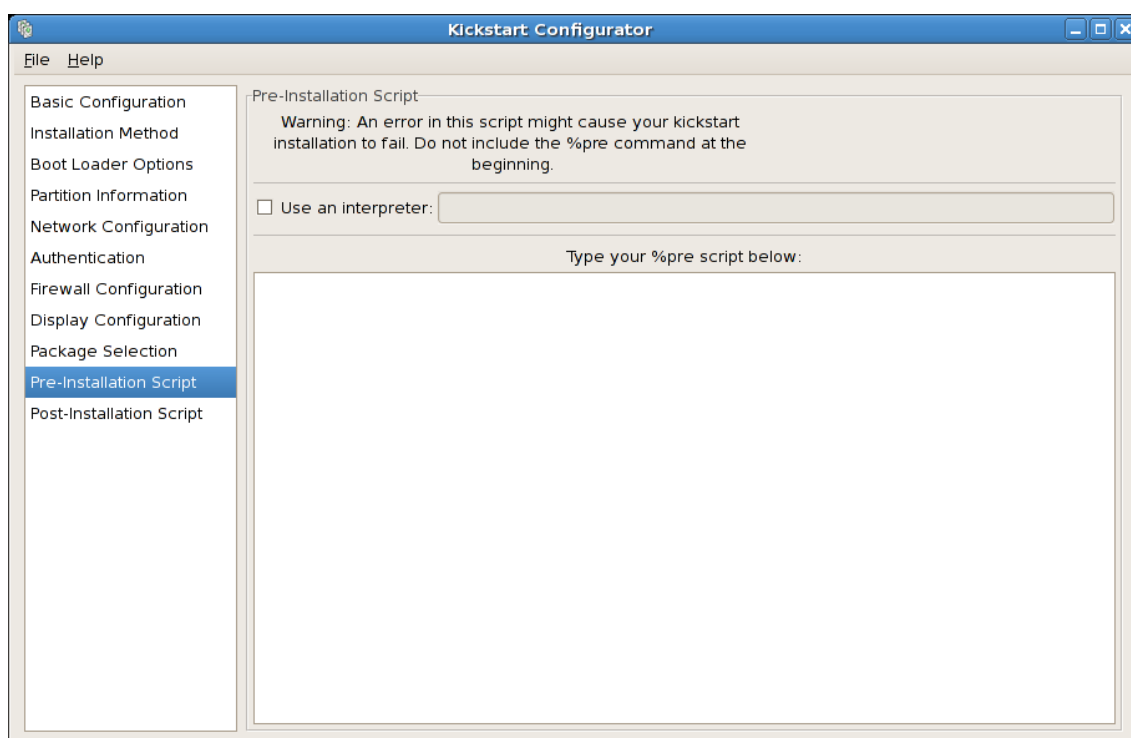 Kickstart Configurator
File Help
Basic Configuration
Installation Method
Boot Loader Options
Partition Information
Network Configuration
Authentication
Firewall Configuration
Display Configuration
Package Selection
Pre-Installation Script
Post-Installation Script
Pre-Installation Script
Warning: An error in this script might cause your kickstart
installation to fail. Do not include the %pre command at the
beginning.
Use an interpreter:
Type your %pre script below: